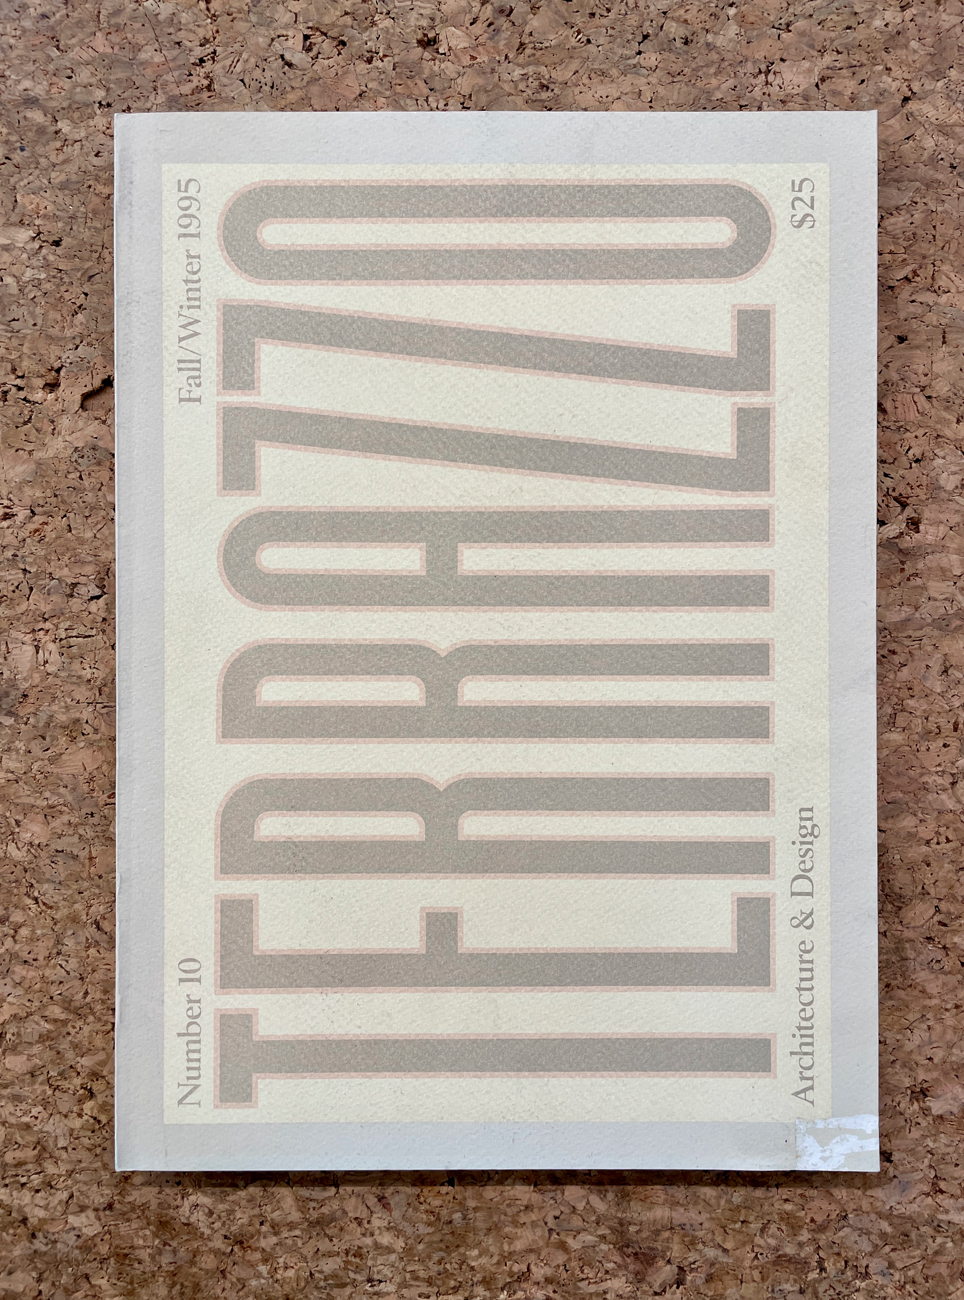 Number 10 Fall/Winter 1995
TERRAZZO
Architecture & Design $25